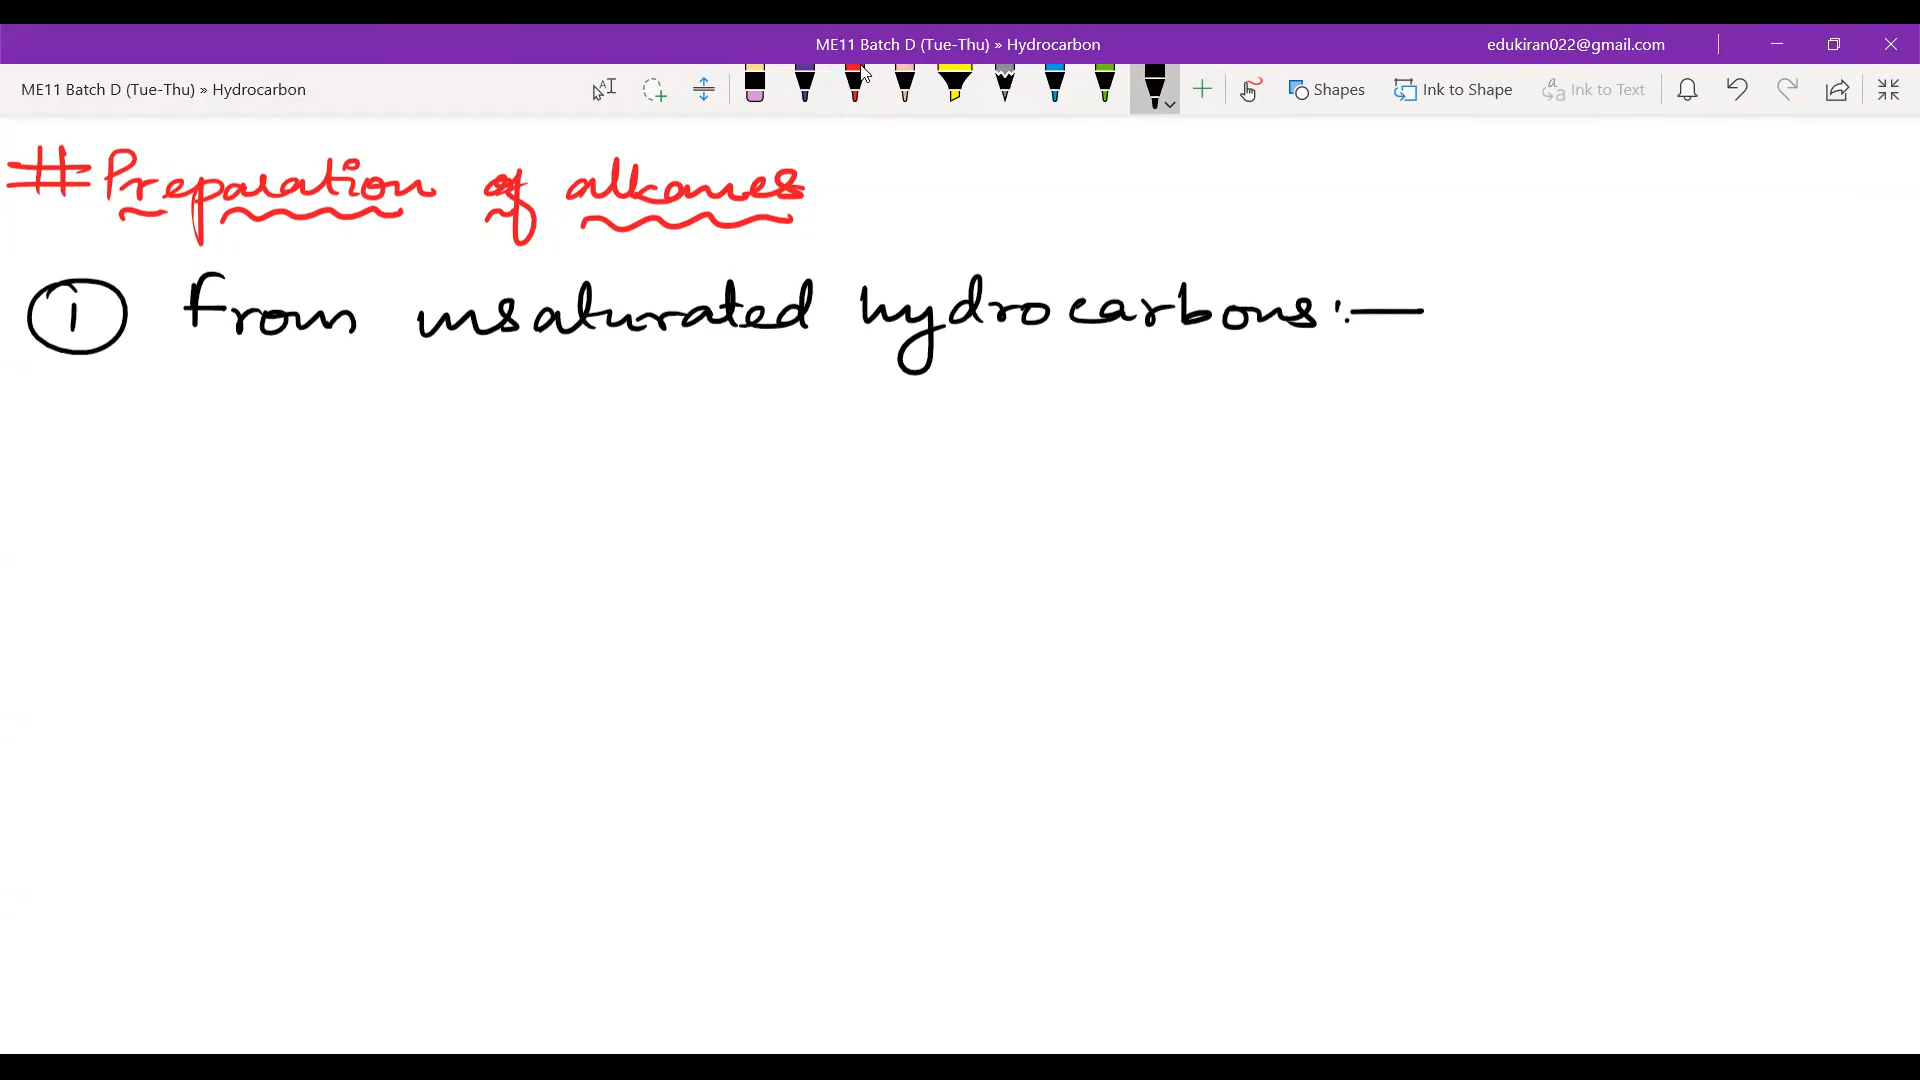 ME11 Batch D (Tue-Thu) » Hydrocarbon
edukiran022@gmail.com
ME11 Batch D (Tue-Thu) » Hydrocarbon
Shapes
Ink to Shape
Ink to Text
# Preparation of alkanes
① From unsaturated hydrocarbons:—